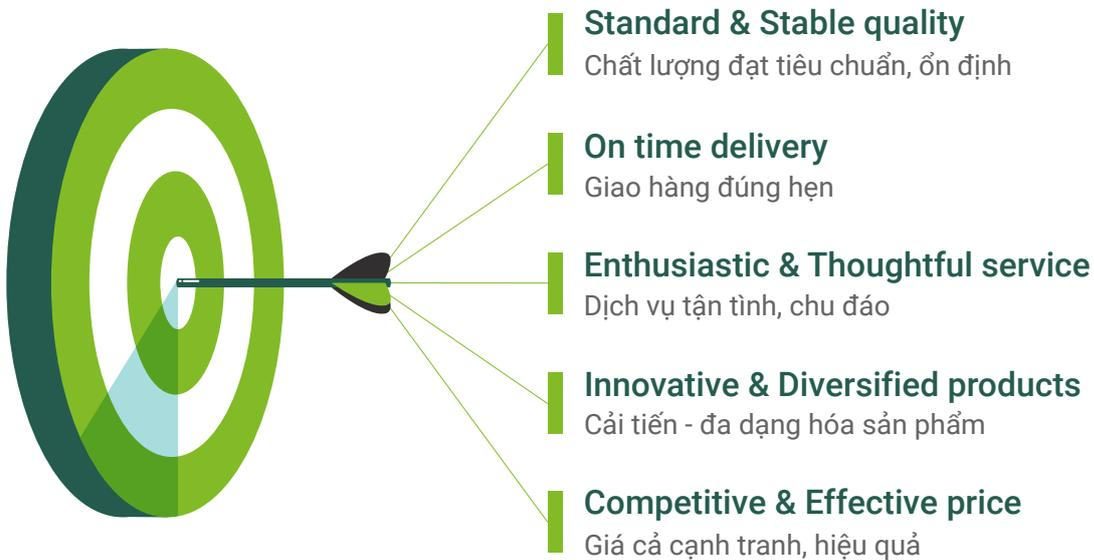 Standard & Stable quality
Chất lượng đạt tiêu chuẩn, ổn định
On time delivery
Giao hàng đúng hẹn
Enthusiastic & Thoughtful service
Dịch vụ tận tình, chu đáo
Innovative & Diversified products
Cải tiến - đa dạng hóa sản phẩm
Competitive & Effective price
Giá cả cạnh tranh, hiệu quả